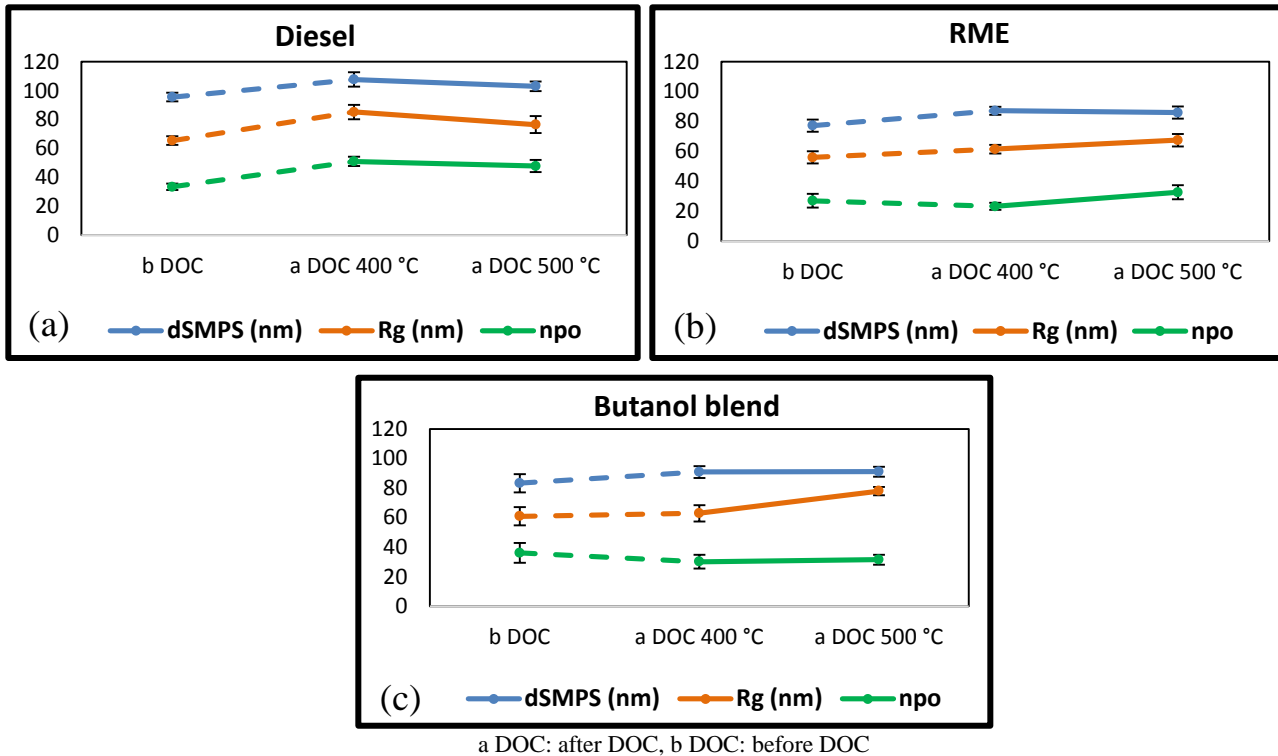 Diesel
120
100
80
60
40
20
0
b DOC a DOC 400 °C a DOC 500 °C
(a) dSMPS (nm) Rg (nm) npo
RME
120
100
80
60
40
20
0
b DOC a DOC 400 °C a DOC 500 °C
(b) dSMPS (nm) Rg (nm) npo
Butanol blend
120
100
80
60
40
20
0
b DOC a DOC 400 °C a DOC 500 °C
(c) dSMPS (nm) Rg (nm) npo
a DOC: after DOC, b DOC: before DOC